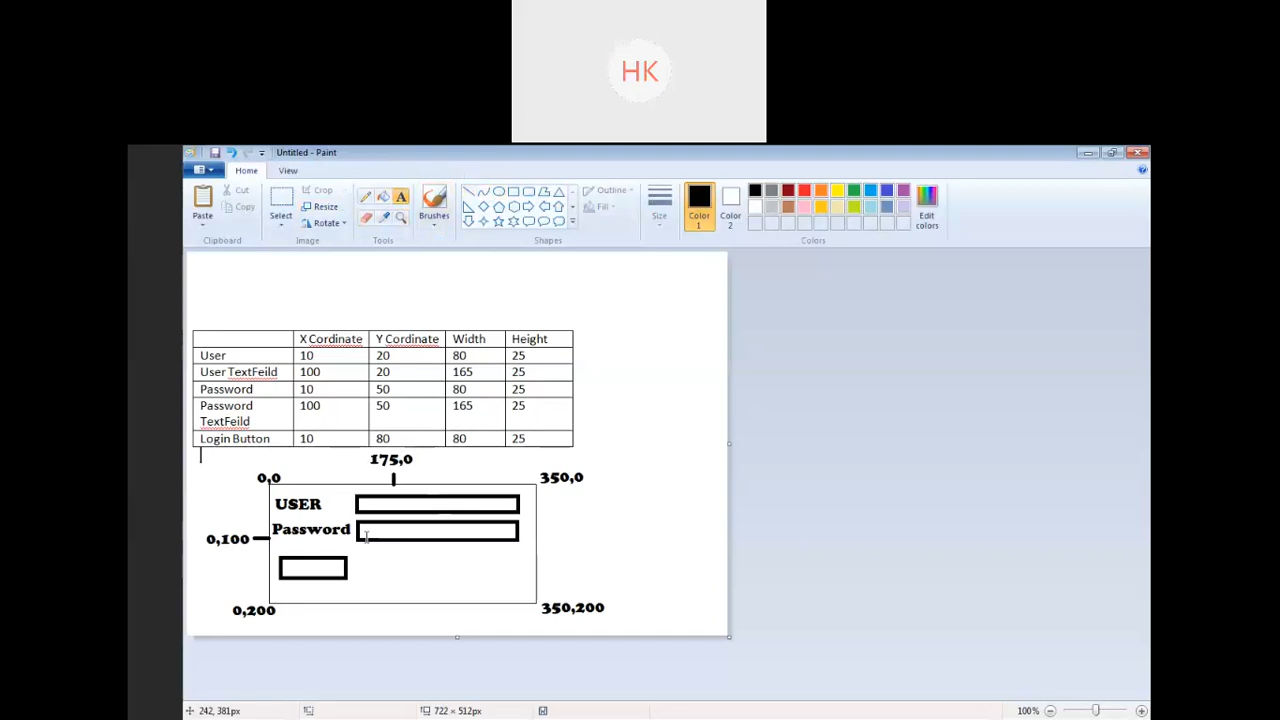 HK
Untitled - Paint
Home View
Paste Cut Copy Clipboard
Select Crop Resize Rotate Image
Tools
Brushes
Shapes Outline Fill
Size
Color 1
Color 2
Edit colors
Colors
X Cordinate Y Cordinate Width Height
User 10 20 80 25
User TextFeild 100 20 165 25
Password 10 50 80 25
Password TextFeild 100 50 165 25
Login Button 10 80 80 25
175,0
0,0 350,0
USER
Password
0,100
0,200 350,200
242, 381px 722 × 512px 100%